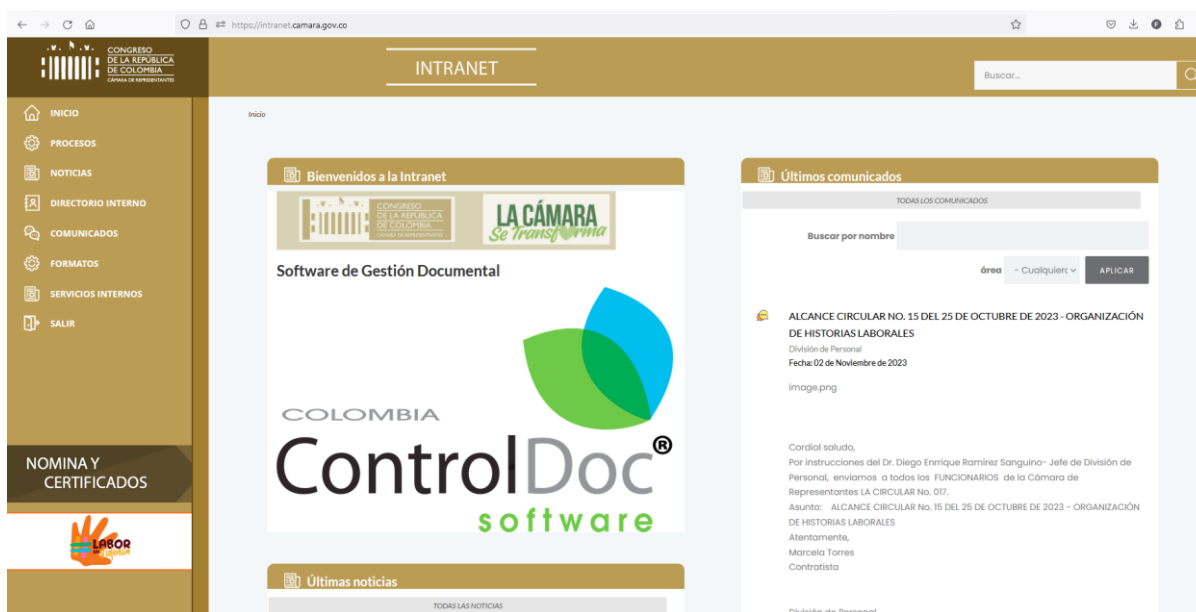 https://intranet.camara.gov.co
CONGRESO
DE LA REPÚBLICA
DE COLOMBIA
CÁMARA DE REPRESENTANTES
INTRANET
Buscar...
INICIO
PROCESOS
NOTICIAS
DIRECTORIO INTERNO
COMUNICADOS
FORMATOS
SERVICIOS INTERNOS
SALIR
NOMINA Y
CERTIFICADOS
LABOR
Inicio
Bienvenidos a la Intranet
CONGRESO
DE LA REPÚBLICA
DE COLOMBIA
CÁMARA DE REPRESENTANTES
LA CÁMARA
Se Transforma
Software de Gestión Documental
COLOMBIA
ControlDoc®
software
Últimas noticias
TODAS LAS NOTICIAS
Últimos comunicados
TODAS LOS COMUNICADOS
Buscar por nombre
área - Cualquier APLICAR
ALCANCE CIRCULAR NO. 15 DEL 25 DE OCTUBRE DE 2023 - ORGANIZACIÓN
DE HISTORIAS LABORALES
División de Personal
Fecha: 02 de Noviembre de 2023
image.png
Cordial saludo,
Por instrucciones del Dr. Diego Enrrique Ramirez Sanguino- Jefe de División de
Personal, enviamos a todos los FUNCIONARIOS de la Cámara de
Representantes LA CIRCULAR No. 017.
Asunto: ALCANCE CIRCULAR No. 15 DEL 25 DE OCTUBRE DE 2023 - ORGANIZACIÓN
DE HISTORIAS LABORALES
Atentamente,
Marcela Torres
Contratista
División de Personal